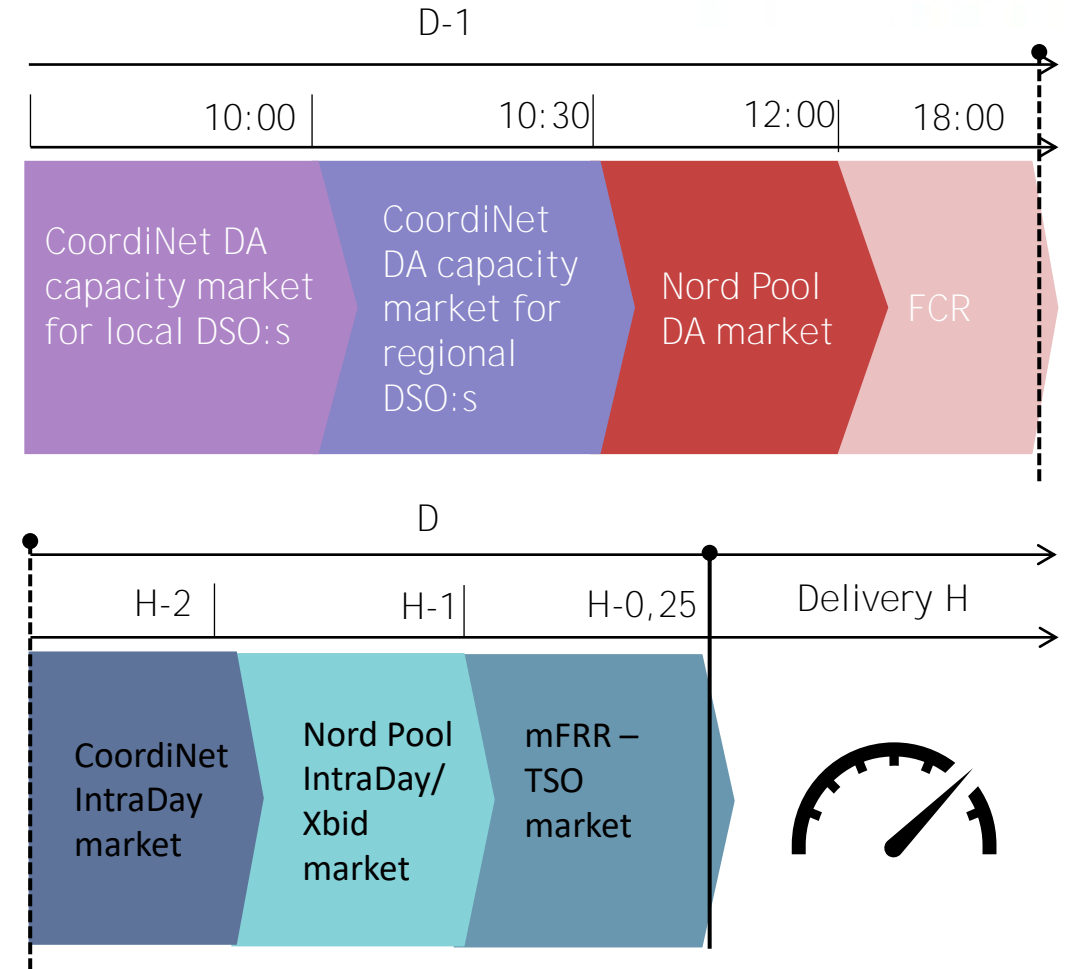 D-1
10:00
10:30
12:00
18:00
CoordiNet DA
capacity market
for local DSO:s
CoordiNet
DA capacity
market for
regional
DSO:s
Nord Pool
DA market
FCR
D
H-2
H-1
H-0,25
Delivery H
CoordiNet
IntraDay
market
Nord Pool
IntraDay/
Xbid
market
mFRR –
TSO
market